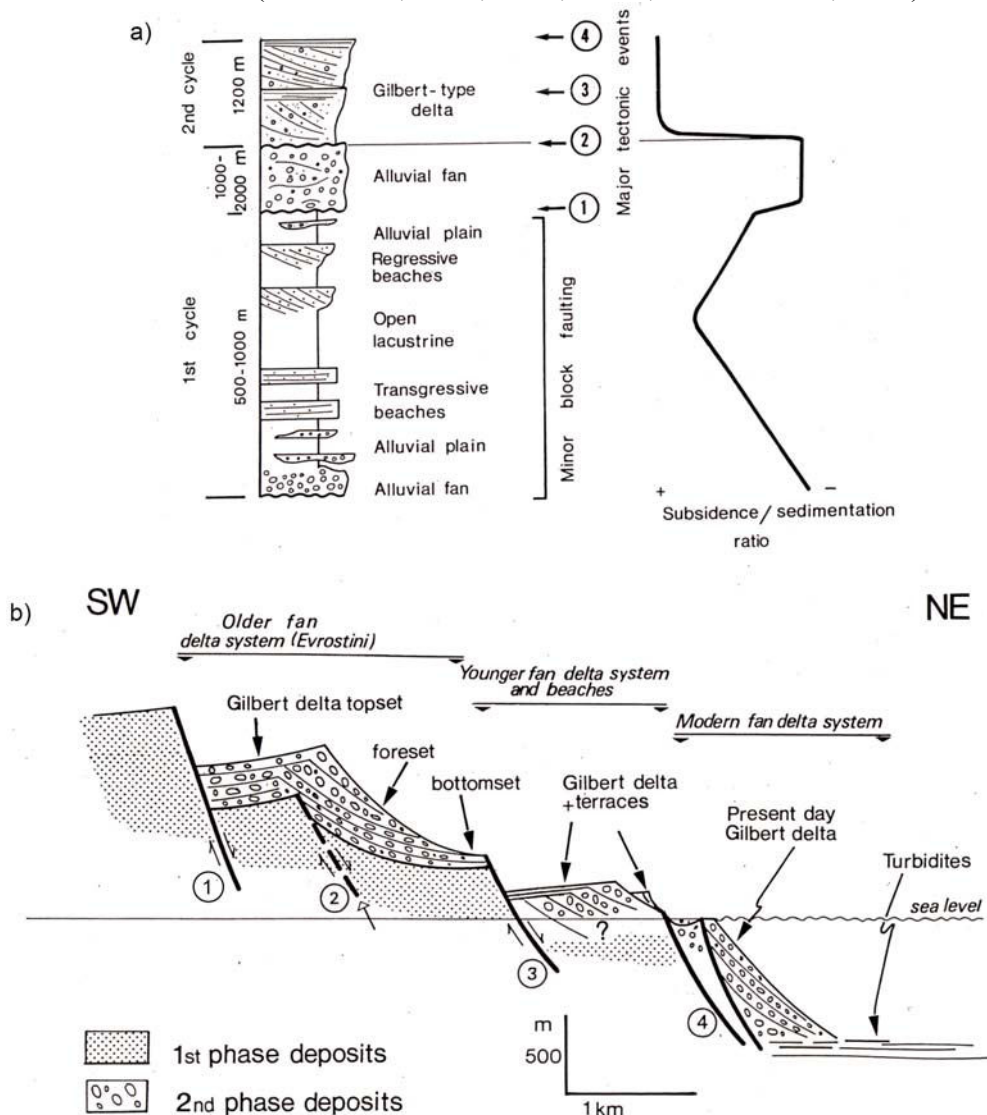 a)
2nd cycle
1200 m
Gilbert-type
delta
1000-
2000 m
Alluvial fan
1st cycle
500-1000 m
Alluvial plain
Regressive
beaches
Open
lacustrine
Transgressive
beaches
Alluvial plain
Alluvial fan
Minor block faulting
4
3
2
1
Major tectonic events
+ −
Subsidence / sedimentation
ratio
b)
SW
NE
Older fan
delta system (Evrostini)
Younger fan delta system
and beaches
Modern fan delta system
Gilbert delta topset
foreset
bottomset
Gilbert delta
+
terraces
Present day
Gilbert delta
Turbidites
sea level
1
2
3
?
4
1st phase deposits
2nd phase deposits
m
500
1km